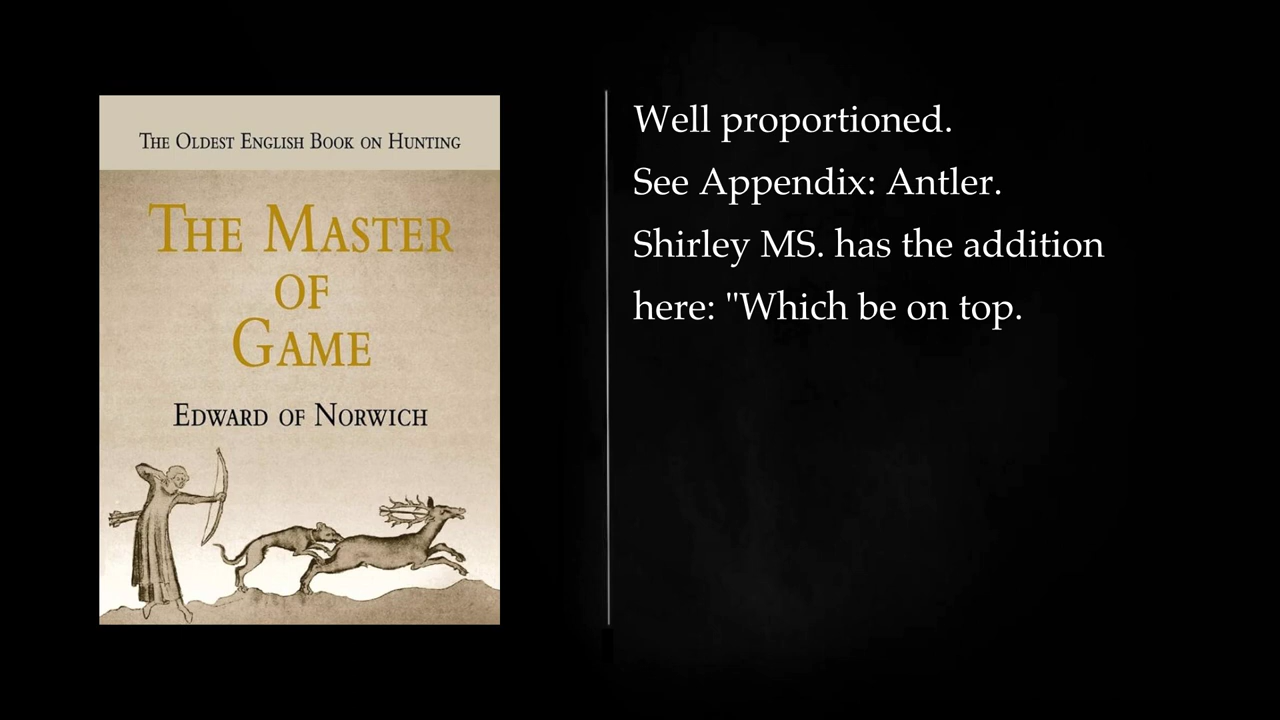 The Oldest English Book on Hunting
The Master
of
Game
Edward of Norwich
Well proportioned.
See Appendix: Antler.
Shirley MS. has the addition
here: "Which be on top.